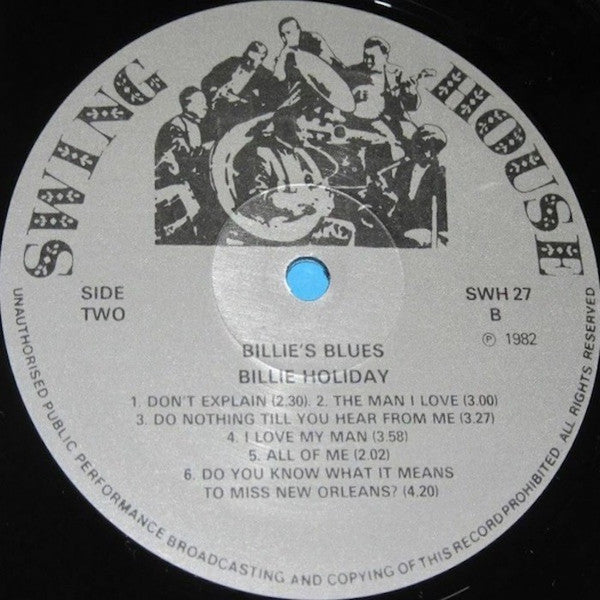 SWING HOUSE
SIDE
TWO
SWH 27
B
℗ 1982
BILLIE'S BLUES
BILLIE HOLIDAY
1. DON'T EXPLAIN (2.30). 2. THE MAN I LOVE (3.00)
3. DO NOTHING TILL YOU HEAR FROM ME (3.27)
4. I LOVE MY MAN (3.58)
5. ALL OF ME (2.02)
6. DO YOU KNOW WHAT IT MEANS
TO MISS NEW ORLEANS? (4.20)
UNAUTHORISED PUBLIC PERFORMANCE BROADCASTING AND COPYING OF THIS RECORD PROHIBITED. ALL RIGHTS RESERVED